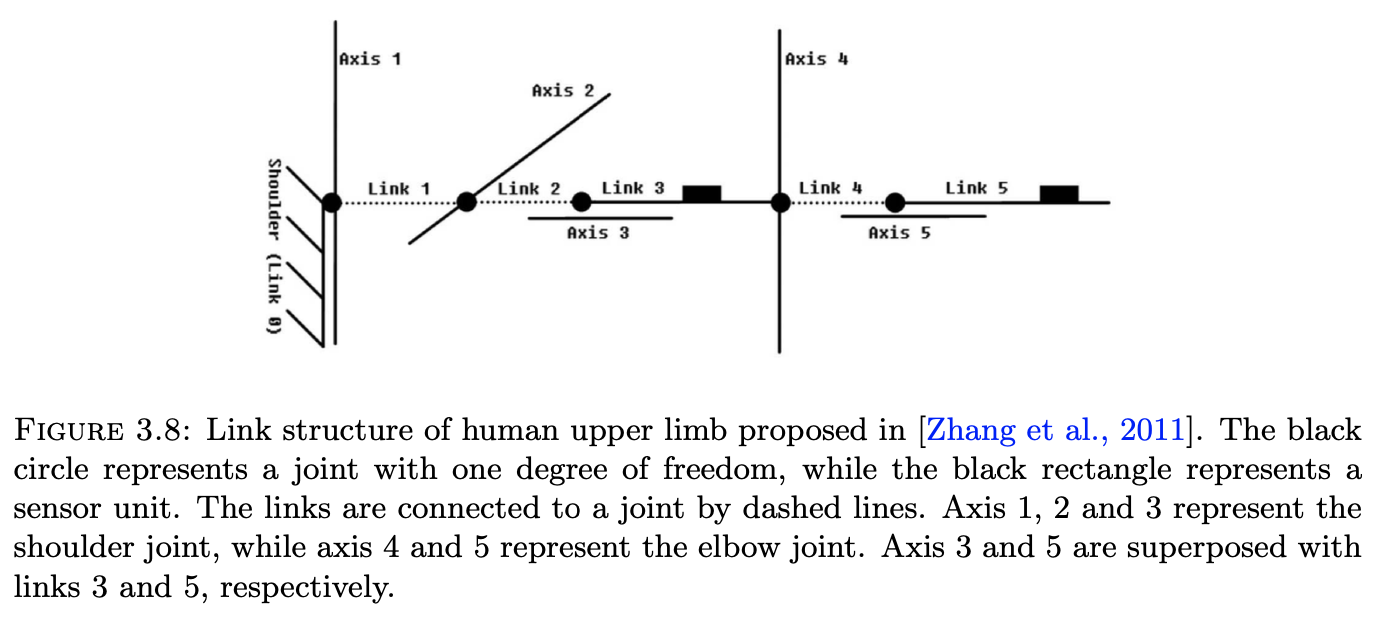 Axis 1
Axis 4
Axis 2
Shoulder (Link 0)
Link 1
Link 2
Link 3
Link 4
Link 5
Axis 3
Axis 5
FIGURE 3.8: Link structure of human upper limb proposed in [Zhang et al., 2011]. The black
circle represents a joint with one degree of freedom, while the black rectangle represents a
sensor unit. The links are connected to a joint by dashed lines. Axis 1, 2 and 3 represent the
shoulder joint, while axis 4 and 5 represent the elbow joint. Axis 3 and 5 are superposed with
links 3 and 5, respectively.